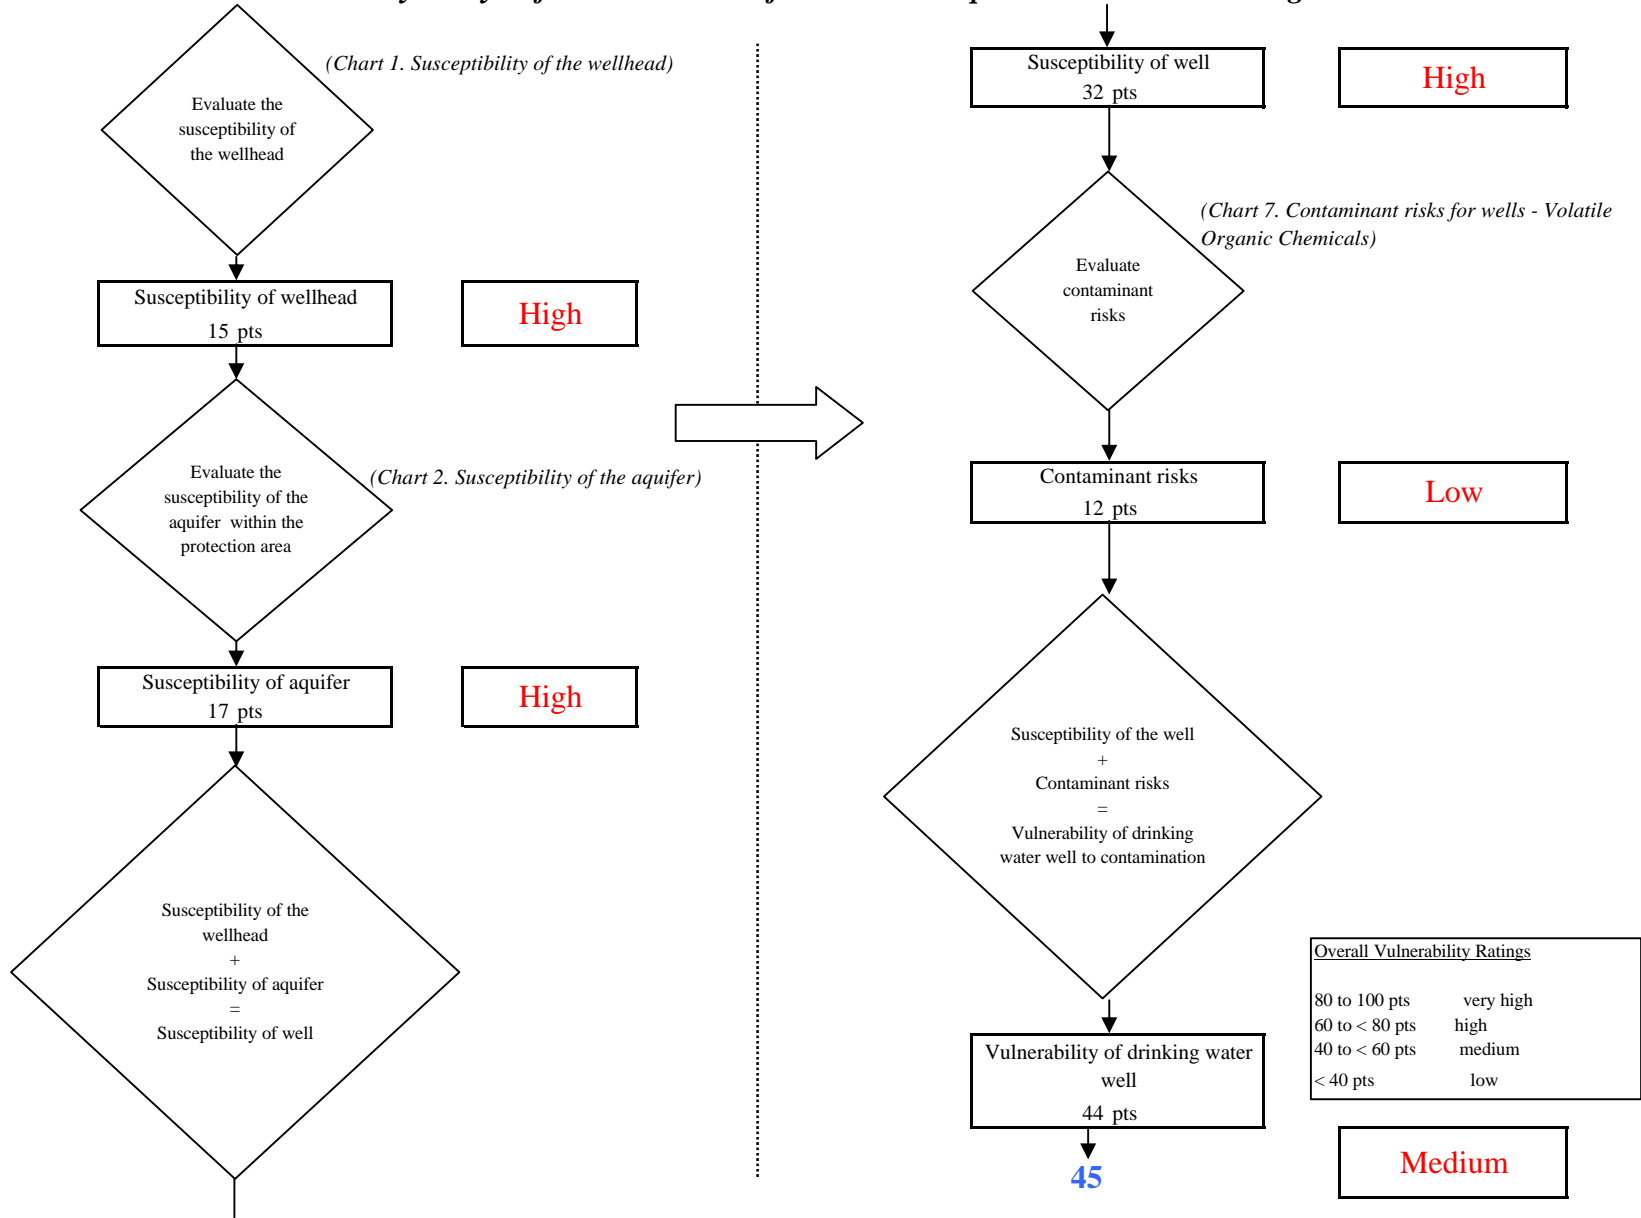 (Chart 1. Susceptibility of the wellhead)
Evaluate the
susceptibility of
the wellhead
Susceptibility of wellhead
15 pts
High
Evaluate the
susceptibility of the
aquifer within the
protection area
(Chart 2. Susceptibility of the aquifer)
Susceptibility of aquifer
17 pts
High
Susceptibility of the
wellhead
+
Susceptibility of aquifer
=
Susceptibility of well
Susceptibility of well
32 pts
High
(Chart 7. Contaminant risks for wells - Volatile
Organic Chemicals)
Evaluate
contaminant
risks
Contaminant risks
12 pts
Low
Susceptibility of the well
+
Contaminant risks
=
Vulnerability of drinking
water well to contamination
Overall Vulnerability Ratings
80 to 100 pts very high
60 to < 80 pts high
40 to < 60 pts medium
< 40 pts low
Vulnerability of drinking water
well
44 pts
45
Medium